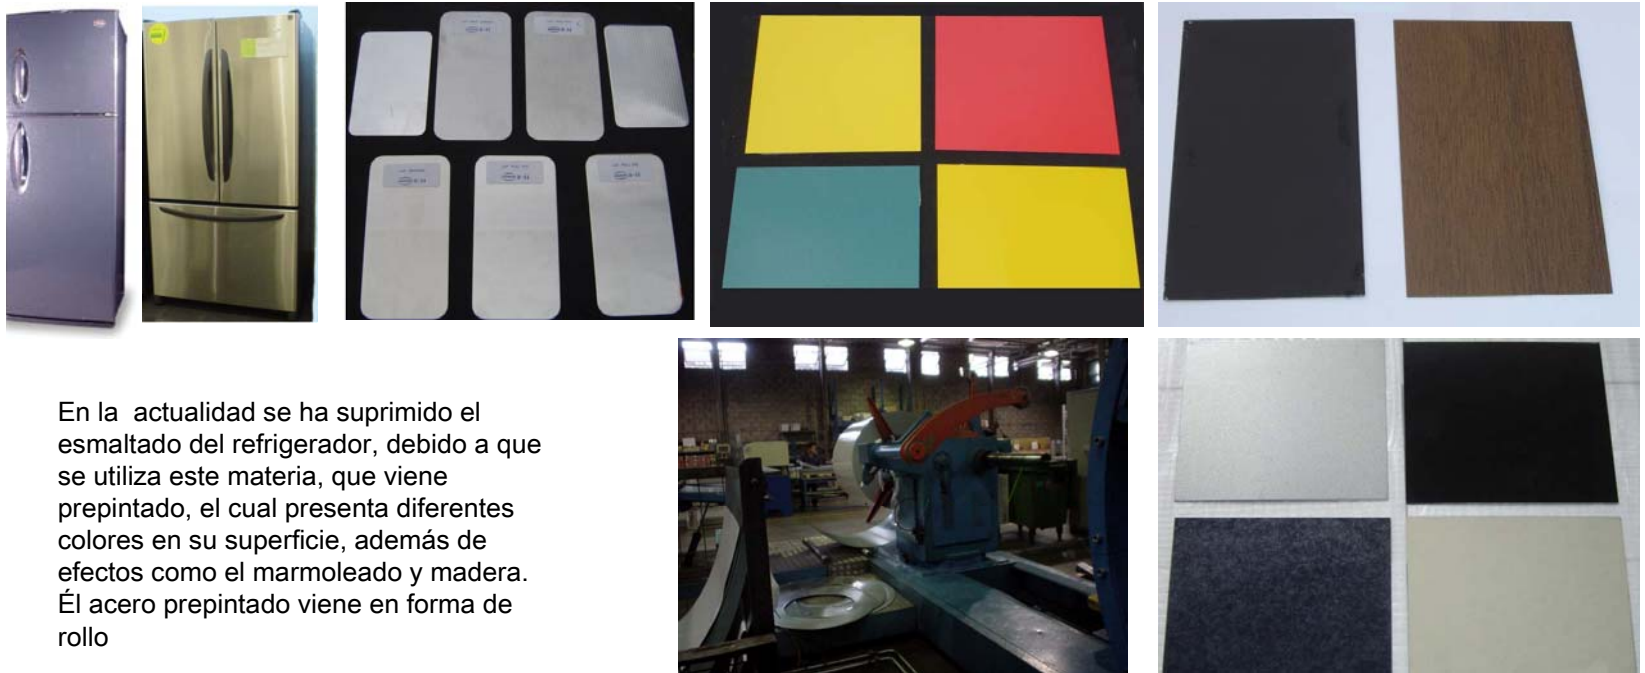 En la actualidad se ha suprimido el
esmaltado del refrigerador, debido a que
se utiliza este materia, que viene
prepintado, el cual presenta diferentes
colores en su superficie, además de
efectos como el marmoleado y madera.
Él acero prepintado viene en forma de
rollo